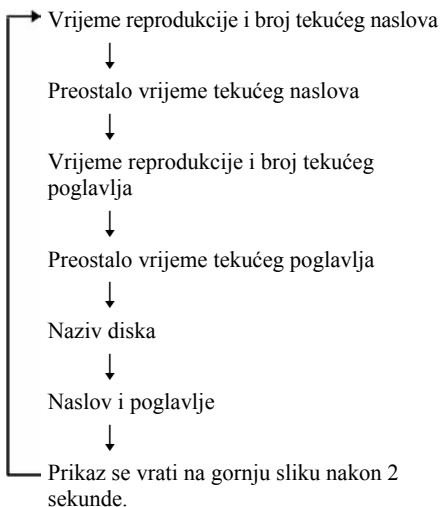 Vrijeme reprodukcije i broj tekućeg naslova
Preostalo vrijeme tekućeg naslova
Vrijeme reprodukcije i broj tekućeg
poglavlja
Preostalo vrijeme tekućeg poglavlja
Naziv diska
Naslov i poglavlje
Prikaz se vrati na gornju sliku nakon 2
sekunde.